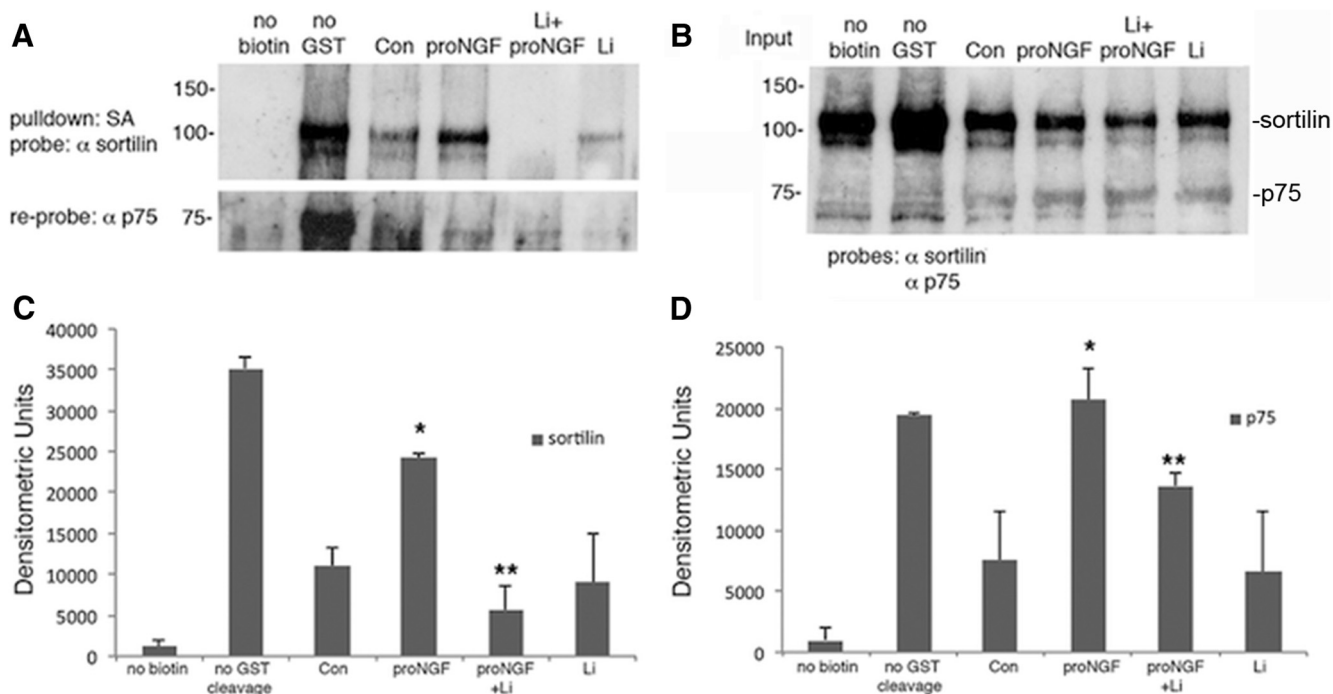 A
no biotin
no GST
Con
proNGF
Li+ proNGF
Li
pulldown: SA
probe: α sortilin
150-
100-
re-probe: α p75
75-
B
Input
no biotin
no GST
Con
proNGF
Li+ proNGF
Li
150-
100-
75-
-sortilin
-p75
probes: α sortilin
α p75
C
Densitometric Units
40000
35000
30000
25000
20000
15000
10000
5000
0
*
**
sortilin
no biotin
no GST cleavage
Con
proNGF
proNGF +Li
Li
D
Densitometric Units
25000
20000
15000
10000
5000
0
*
**
p75
no biotin
no GST cleavage
Con
proNGF
proNGF +Li
Li